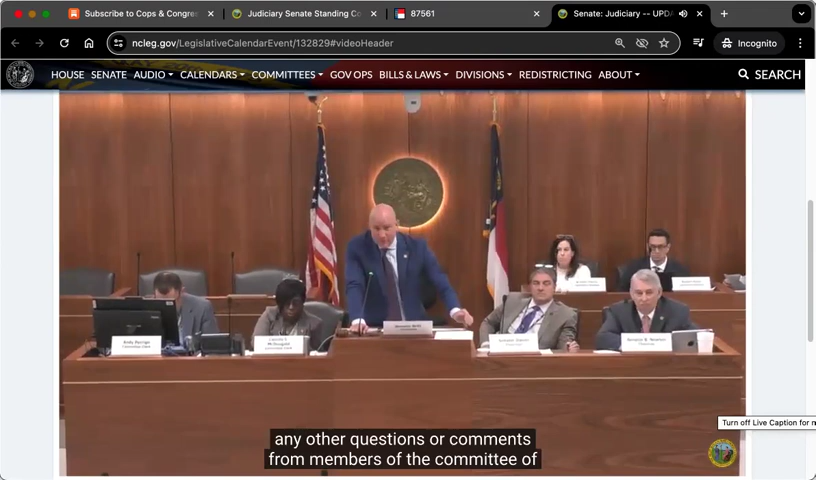 Subscribe to Cops & Congre
Judiciary Senate Standing Co
87561
Senate: Judiciary -- UPDA
ncleg.gov/LegislativeCalendarEvent/132829#videoHeader
Incognito
HOUSE SENATE AUDIO CALENDARS COMMITTEES GOV OPS BILLS & LAWS DIVISIONS REDISTRICTING ABOUT SEARCH
Turn off Live Caption for
any other questions or comments
from members of the committee of